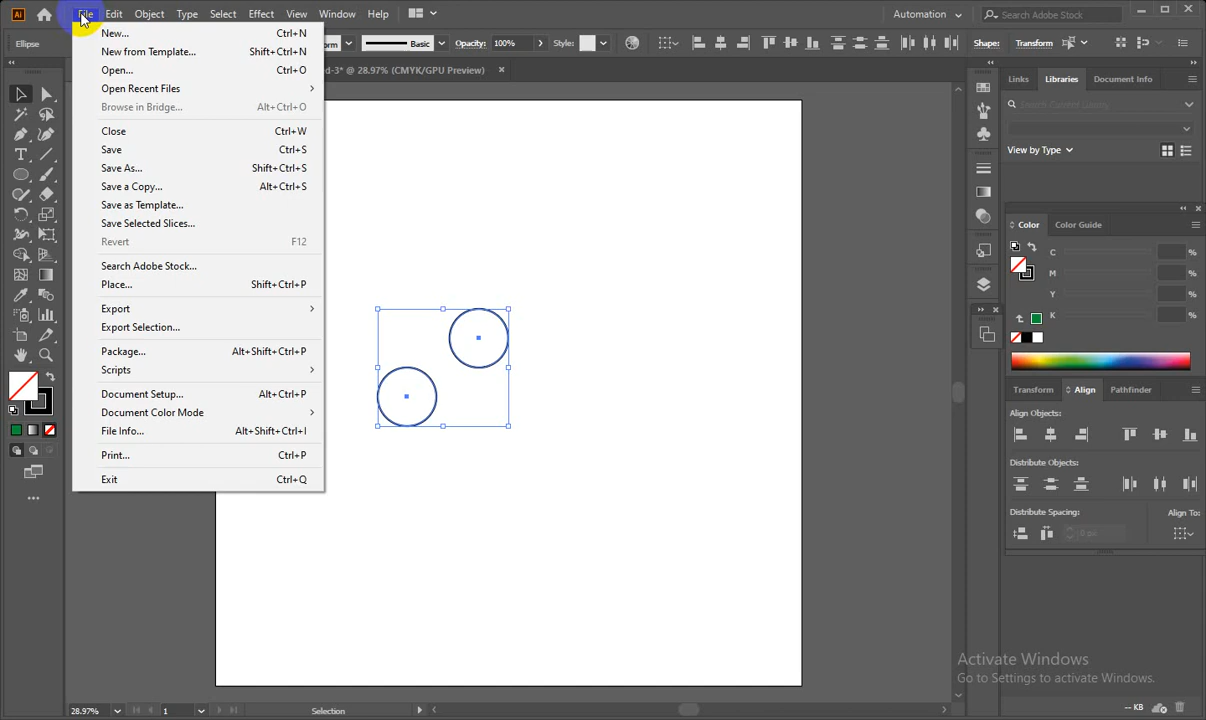 Ai File Edit Object Type Select Effect View Window Help Automation Search Adobe Stock
Ellipse orm Basic Opacity: 100% Style: Shape: Transform
d-3* @ 28.97% (CMYK/GPU Preview)
New... Ctrl+N
New from Template... Shift+Ctrl+N
Open... Ctrl+O
Open Recent Files
Browse in Bridge... Alt+Ctrl+O
Close Ctrl+W
Save Ctrl+S
Save As... Shift+Ctrl+S
Save a Copy... Alt+Ctrl+S
Save as Template...
Save Selected Slices...
Revert F12
Search Adobe Stock...
Place... Shift+Ctrl+P
Export
Export Selection...
Package... Alt+Shift+Ctrl+P
Scripts
Document Setup... Alt+Ctrl+P
Document Color Mode
File Info... Alt+Shift+Ctrl+I
Print... Ctrl+P
Exit Ctrl+Q
Links Libraries Document Info
Search Current Library
View by Type
Color Color Guide
C %
M %
Y %
K %
Transform Align Pathfinder
Align Objects:
Distribute Objects:
Distribute Spacing: Align To:
0 px
Activate Windows
Go to Settings to activate Windows.
28.97% 1 Selection -- KB